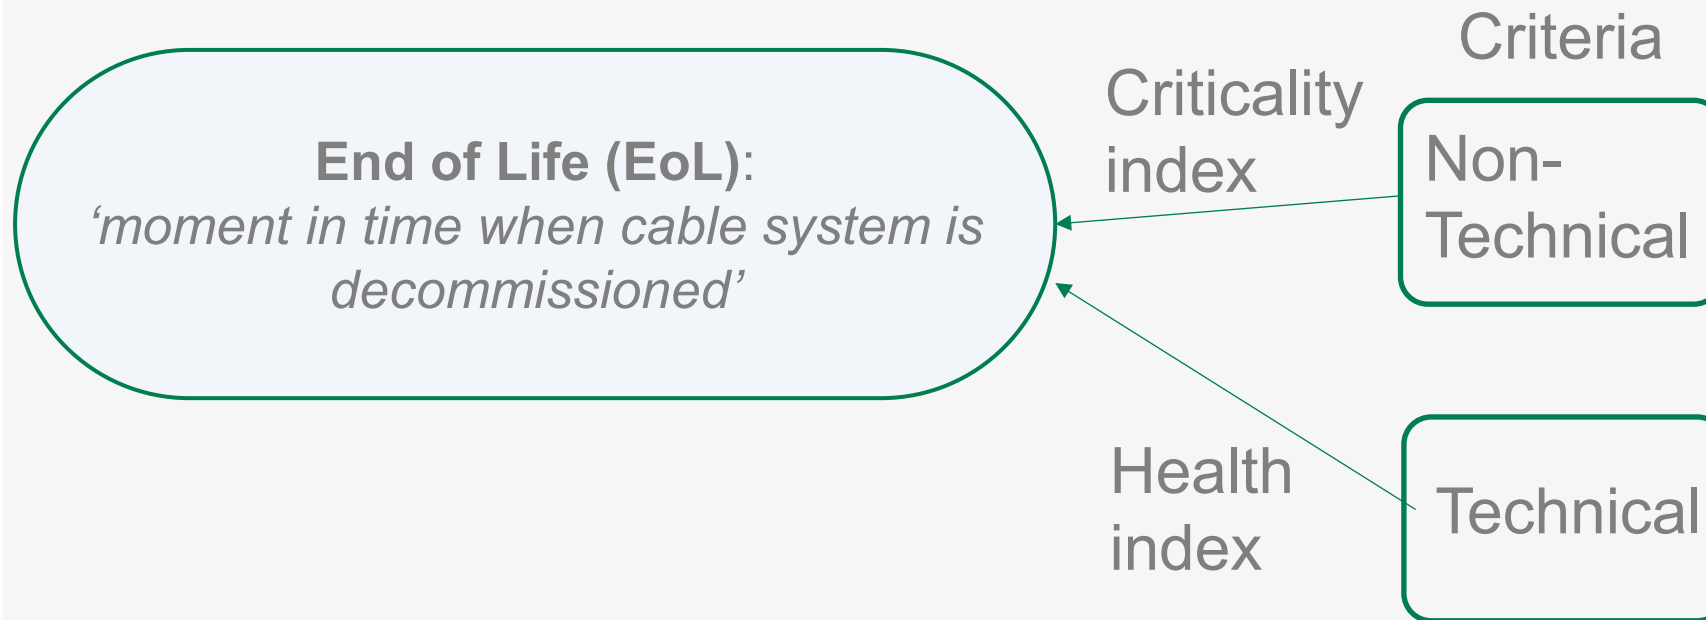 Criteria
Criticality
index
Non-
Technical
End of Life (EoL):
‘moment in time when cable system is
decommissioned’
Health
index
Technical